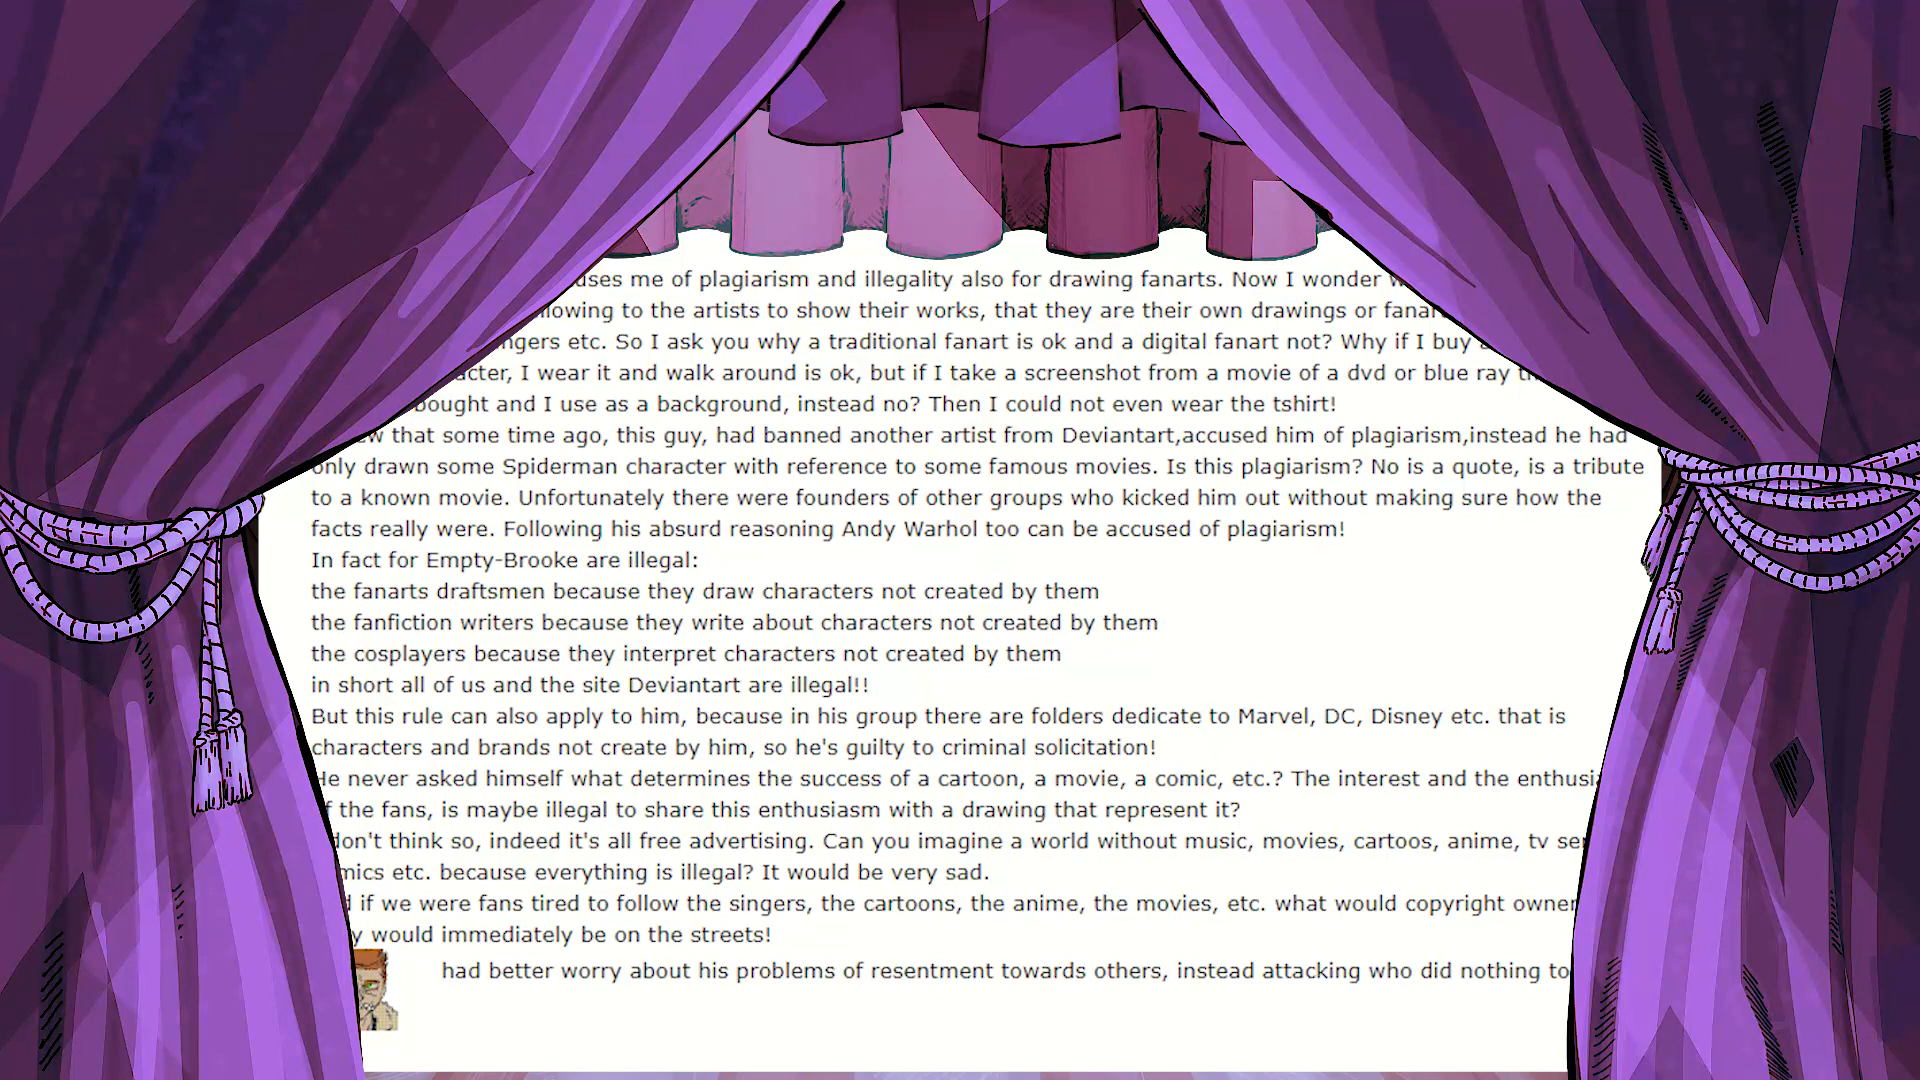 me of plagiarism and illegality also for drawing fanarts. Now I wonder
to the artists to show their works, that they are their own drawings or
etc. So I ask you why a traditional fanart is ok and a digital fanart not? Why if I buy
I wear it and walk around is ok, but if I take a screenshot from a movie of a dvd or blue ray
bought and I use as a background, instead no? Then I could not even wear the tshirt!
that some time ago, this guy, had banned another artist from Deviantart,accused him of plagiarism,instead he had
only drawn some Spiderman character with reference to some famous movies. Is this plagiarism? No is a quote, is a tribute
to a known movie. Unfortunately there were founders of other groups who kicked him out without making sure how the
facts really were. Following his absurd reasoning Andy Warhol too can be accused of plagiarism!
In fact for Empty-Brooke are illegal:
the fanarts draftsmen because they draw characters not created by them
the fanfiction writers because they write about characters not created by them
the cosplayers because they interpret characters not created by them
in short all of us and the site Deviantart are illegal!!
But this rule can also apply to him, because in his group there are folders dedicate to Marvel, DC, Disney etc. that is
characters and brands not create by him, so he's guilty to criminal solicitation!
He never asked himself what determines the success of a cartoon, a movie, a comic, etc.? The interest and the
the fans, is maybe illegal to share this enthusiasm with a drawing that represent it?
don't think so, indeed it's all free advertising. Can you imagine a world without music, movies, cartoos, anime, tv
etc. because everything is illegal? It would be very sad.
if we were fans tired to follow the singers, the cartoons, the anime, the movies, etc. what would copyright
would immediately be on the streets!
had better worry about his problems of resentment towards others, instead attacking who did nothing to